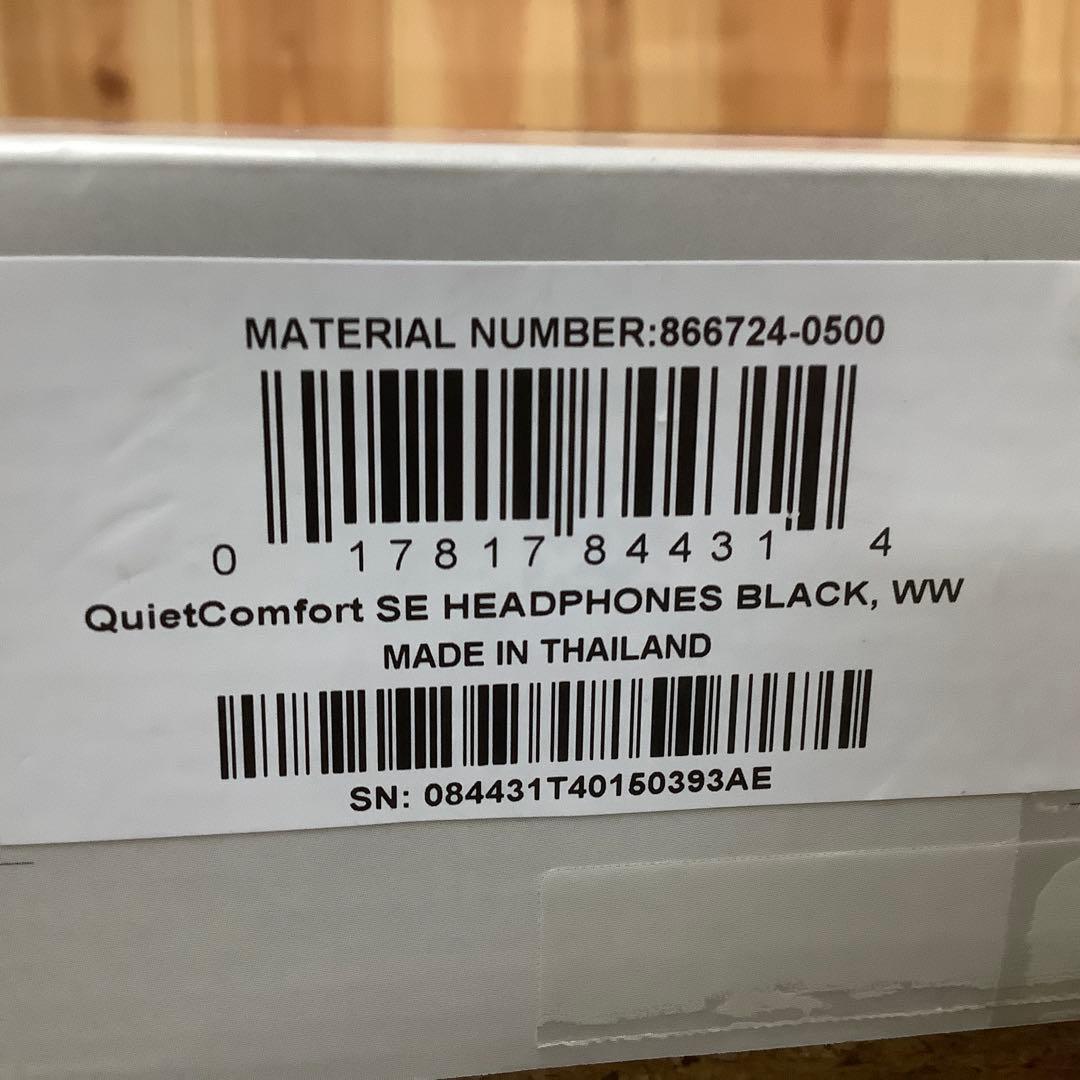 MATERIAL NUMBER:866724-0500
0 17817 84431 4
QuietComfort SE HEADPHONES BLACK, WW
MADE IN THAILAND
SN: 084431T40150393AE